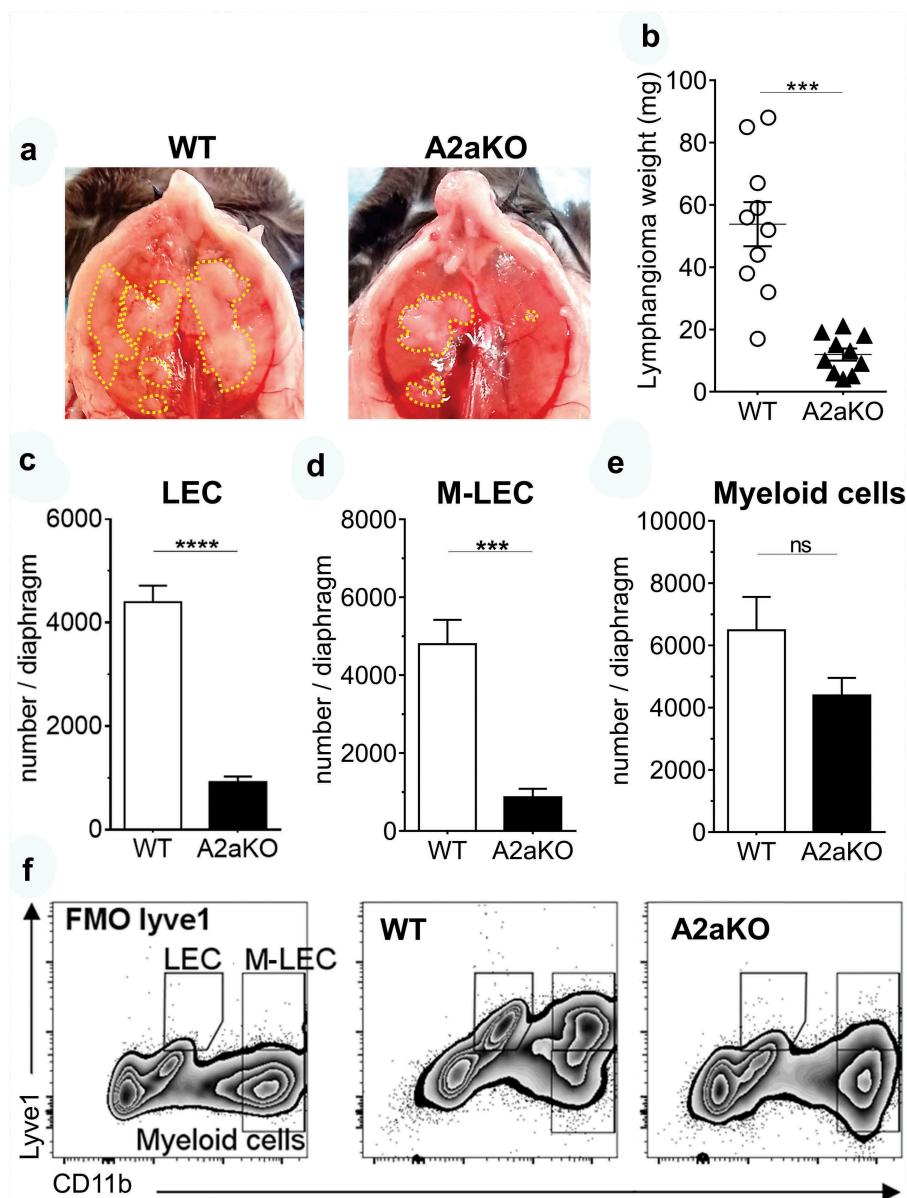 a
WT
A2aKO
b
Lymphangioma weight (mg)
100
80
60
40
20
0
***
WT
A2aKO
c
LEC
number / diaphragm
6000
4000
2000
0
****
WT
A2aKO
d
M-LEC
number / diaphragm
8000
6000
4000
2000
0
***
WT
A2aKO
e
Myeloid cells
number / diaphragm
10000
8000
6000
4000
2000
0
ns
WT
A2aKO
f
Lyve1
FMO lyve1
LEC
M-LEC
Myeloid cells
WT
A2aKO
CD11b